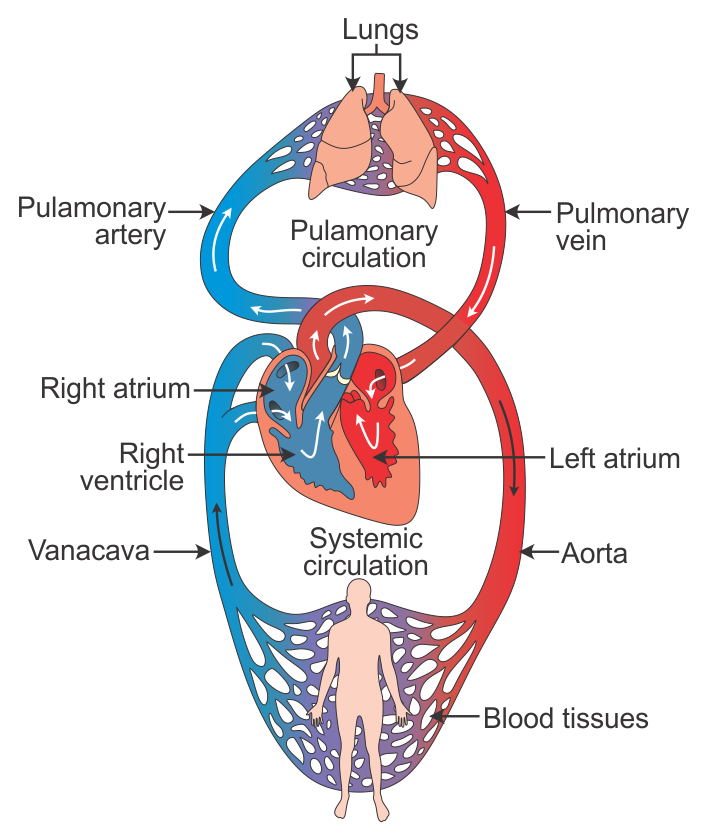 Lungs
Pulamonary
artery
Pulamonary
circulation
Pulmonary
vein
Right atrium
Right
ventricle
Left atrium
Vanacava
Systemic
circulation
Aorta
Blood tissues